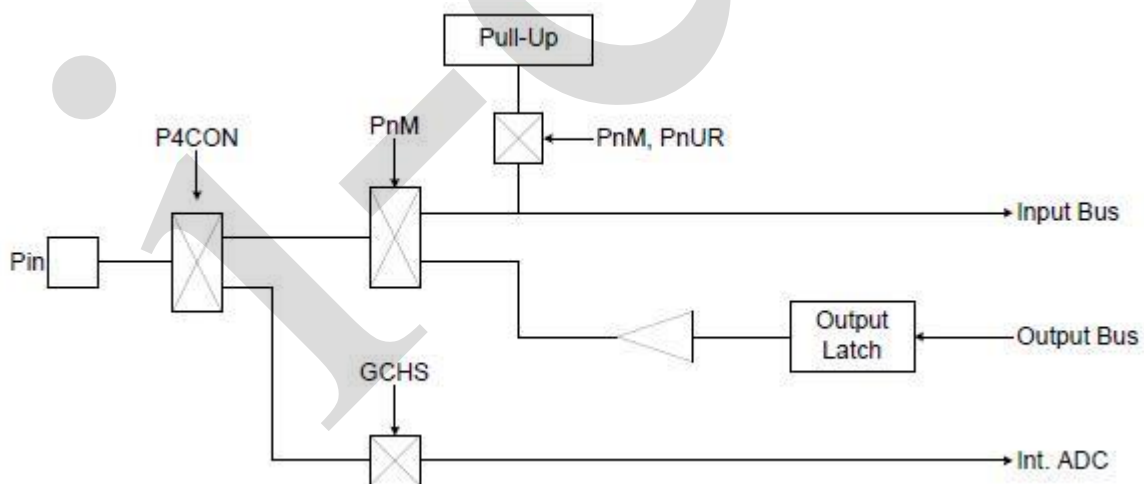 Pull-Up
P4CON
PnM
PnM, PnUR
Input Bus
Pin
Output
Latch
Output Bus
GCHS
Int. ADC